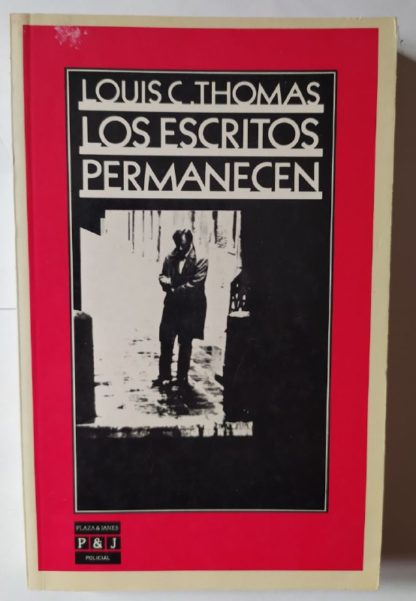 LOUIS C. THOMAS
LOS ESCRITOS
PERMANECEN
PLAZA & JANES
P & J
POLICIAL